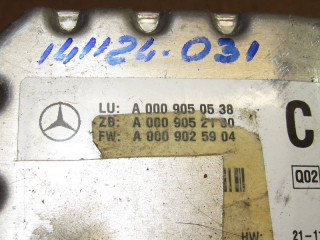 141124-031
LU: A 000 905 05 38
ZB: A 000 905 21 80
FW: A 000 902 59 04
C
Q02
HW: 21-1